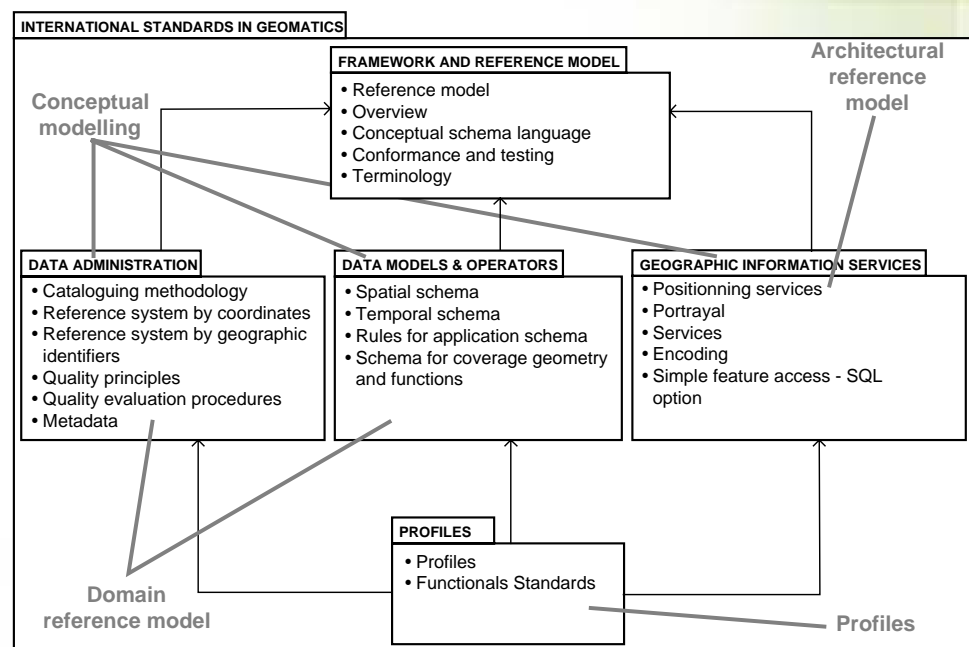 INTERNATIONAL STANDARDS IN GEOMATICS
Architectural
reference
model
FRAMEWORK AND REFERENCE MODEL
• Reference model
• Overview
• Conceptual schema language
• Conformance and testing
• Terminology
Conceptual
modelling
DATA ADMINISTRATION
• Cataloguing methodology
• Reference system by coordinates
• Reference system by geographic
identifiers
• Quality principles
• Quality evaluation procedures
• Metadata
DATA MODELS & OPERATORS
• Spatial schema
• Temporal schema
• Rules for application schema
• Schema for coverage geometry
and functions
GEOGRAPHIC INFORMATION SERVICES
• Positionning services
• Portrayal
• Services
• Encoding
• Simple feature access - SQL
option
PROFILES
• Profiles
• Functionals Standards
Domain
reference model
Profiles